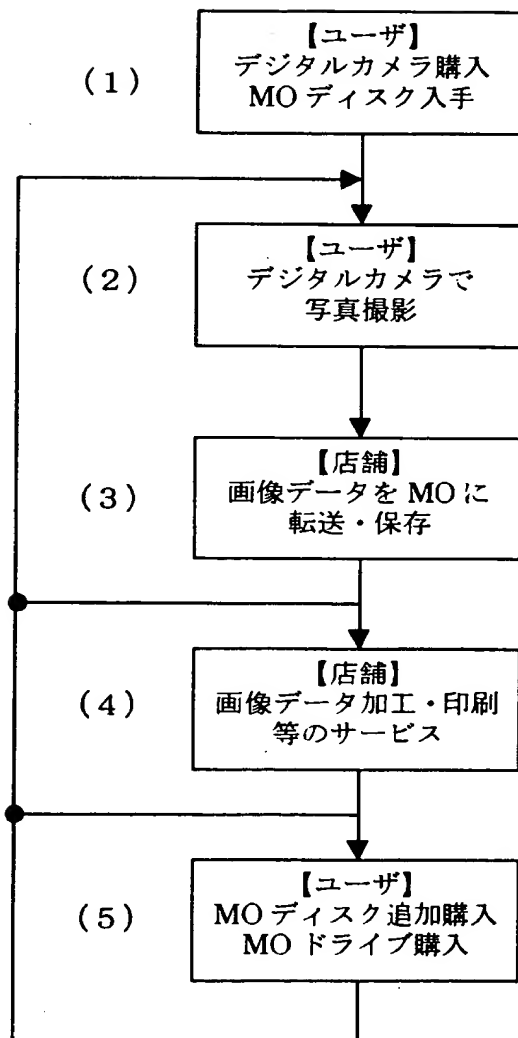 【ユーザ】
デジタルカメラ購入
MO ディスク入手
(1)
【ユーザ】
デジタルカメラで
写真撮影
(2)
【店舗】
画像データを MO に
転送・保存
(3)
【店舗】
画像データ加工・印刷
等のサービス
(4)
【ユーザ】
MO ディスク追加購入
MO ドライブ購入
(5)